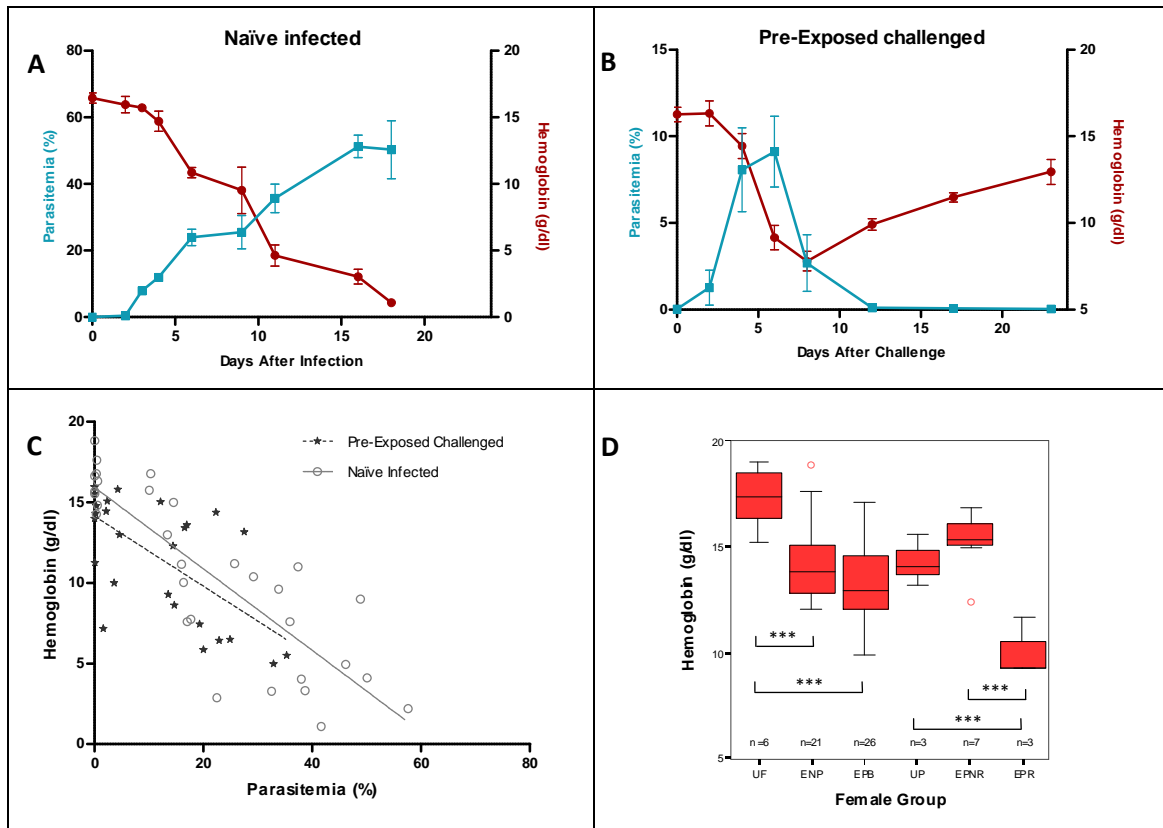 Naïve infected
A
80
60
40
20
0
Parasitemia (%)
20
15
10
5
0
Hemoglobin (g/dl)
0 5 10 15 20
Days After Infection
Pre-Exposed challenged
B
15
10
5
0
Parasitemia (%)
20
15
10
5
Hemoglobin (g/dl)
0 5 10 15 20
Days After Challenge
C
20
15
10
5
0
Hemoglobin (g/dl)
Pre-Exposed Challenged
Naïve Infected
0 20 40 60 80
Parasitemia (%)
D
20
15
10
5
Hemoglobin (g/dl)
***
***
***
***
n =6 n=21 n=26 n=3 n=7 n=3
UF ENP EPB UP EPNR EPR
Female Group